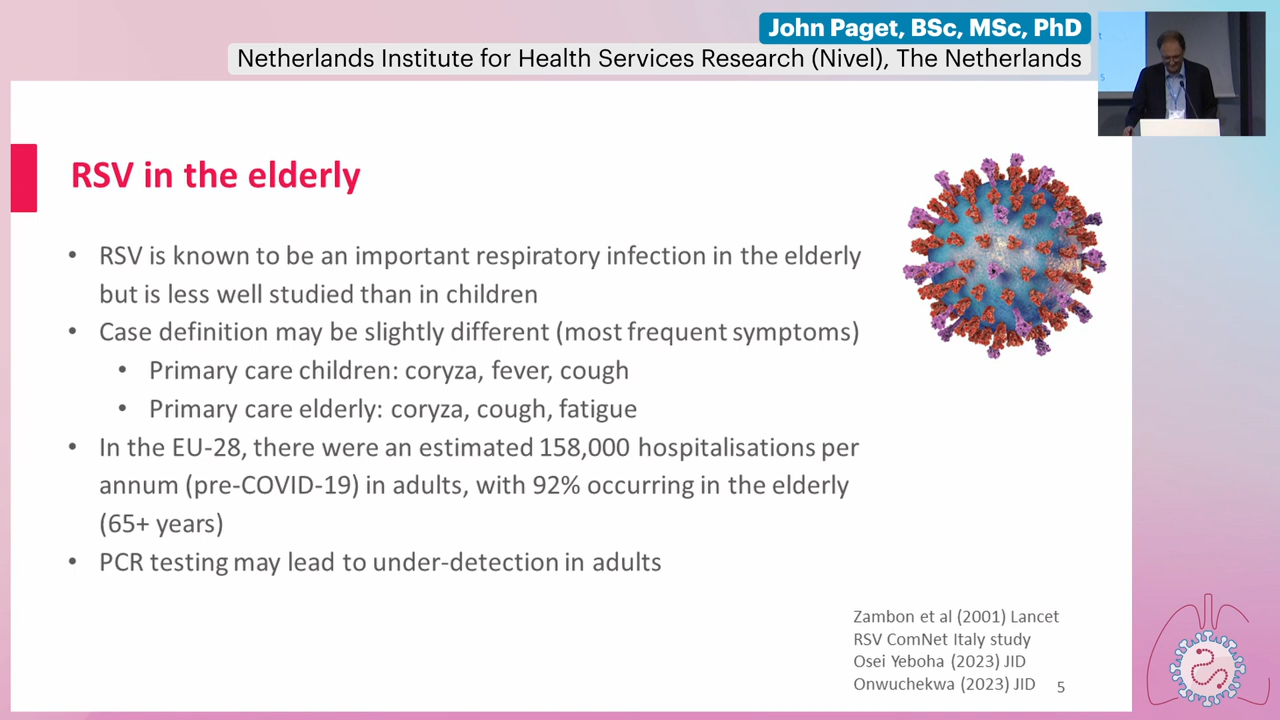 John Paget, BSc, MSc, PhD
Netherlands Institute for Health Services Research (Nivel), The Netherlands
RSV in the elderly
• RSV is known to be an important respiratory infection in the elderly
but is less well studied than in children
• Case definition may be slightly different (most frequent symptoms)
• Primary care children: coryza, fever, cough
• Primary care elderly: coryza, cough, fatigue
• In the EU-28, there were an estimated 158,000 hospitalisations per
annum (pre-COVID-19) in adults, with 92% occurring in the elderly
(65+ years)
• PCR testing may lead to under-detection in adults
Zambon et al (2001) Lancet
RSV ComNet Italy study
Osei Yeboha (2023) JID
Onwuchekwa (2023) JID
5